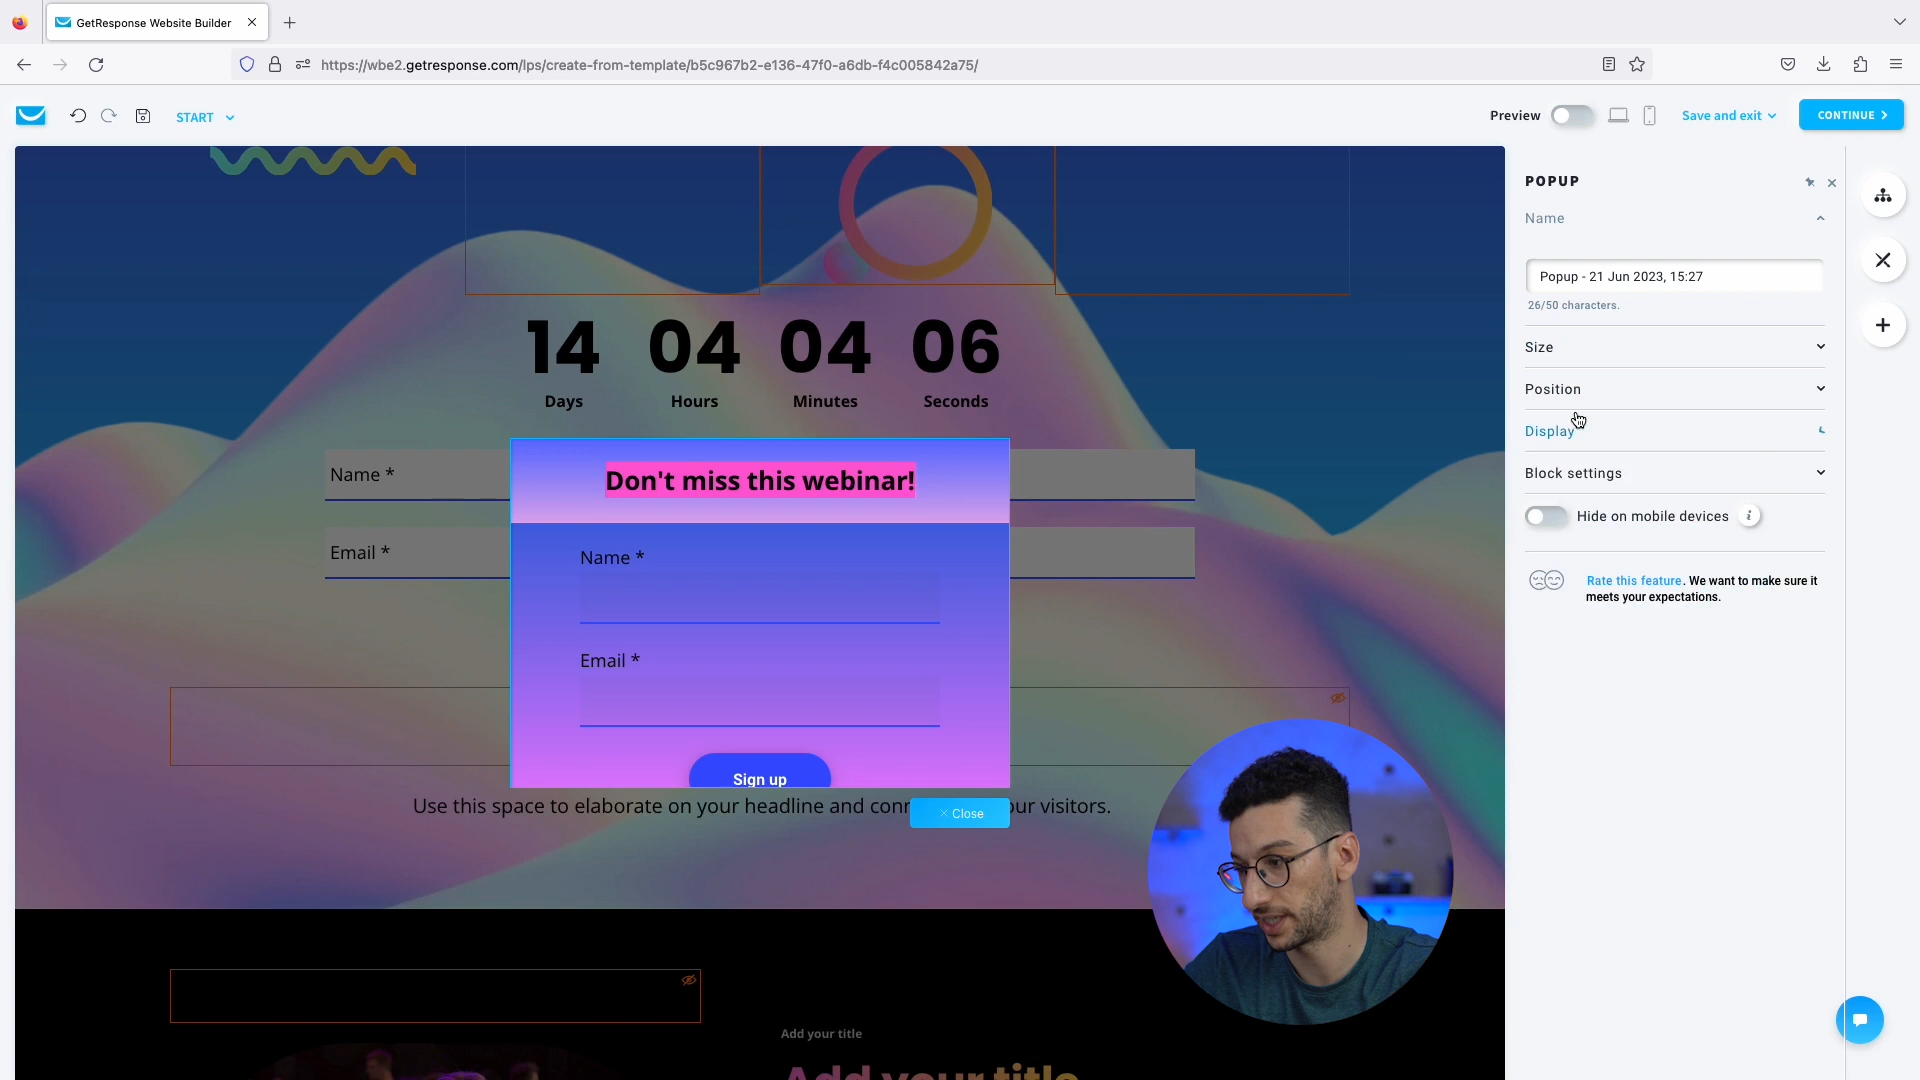 GetResponse Website Builder
https://wbe2.getresponse.com/lps/create-from-template/b5c967b2-e136-47f0-a6db-f4c005842a75/
START
Preview
Save and exit
CONTINUE
POPUP
Name
Popup - 21 Jun 2023, 15:27
26/50 characters.
Size
Position
Display
Block settings
Hide on mobile devices
i
Rate this feature. We want to make sure it
meets your expectations.
14 04 04 06
Days Hours Minutes Seconds
Name *
Email *
Don't miss this webinar!
Name *
Email *
Sign up
Close
Use this space to elaborate on your headline and conn our visitors.
Add your title
Add your title